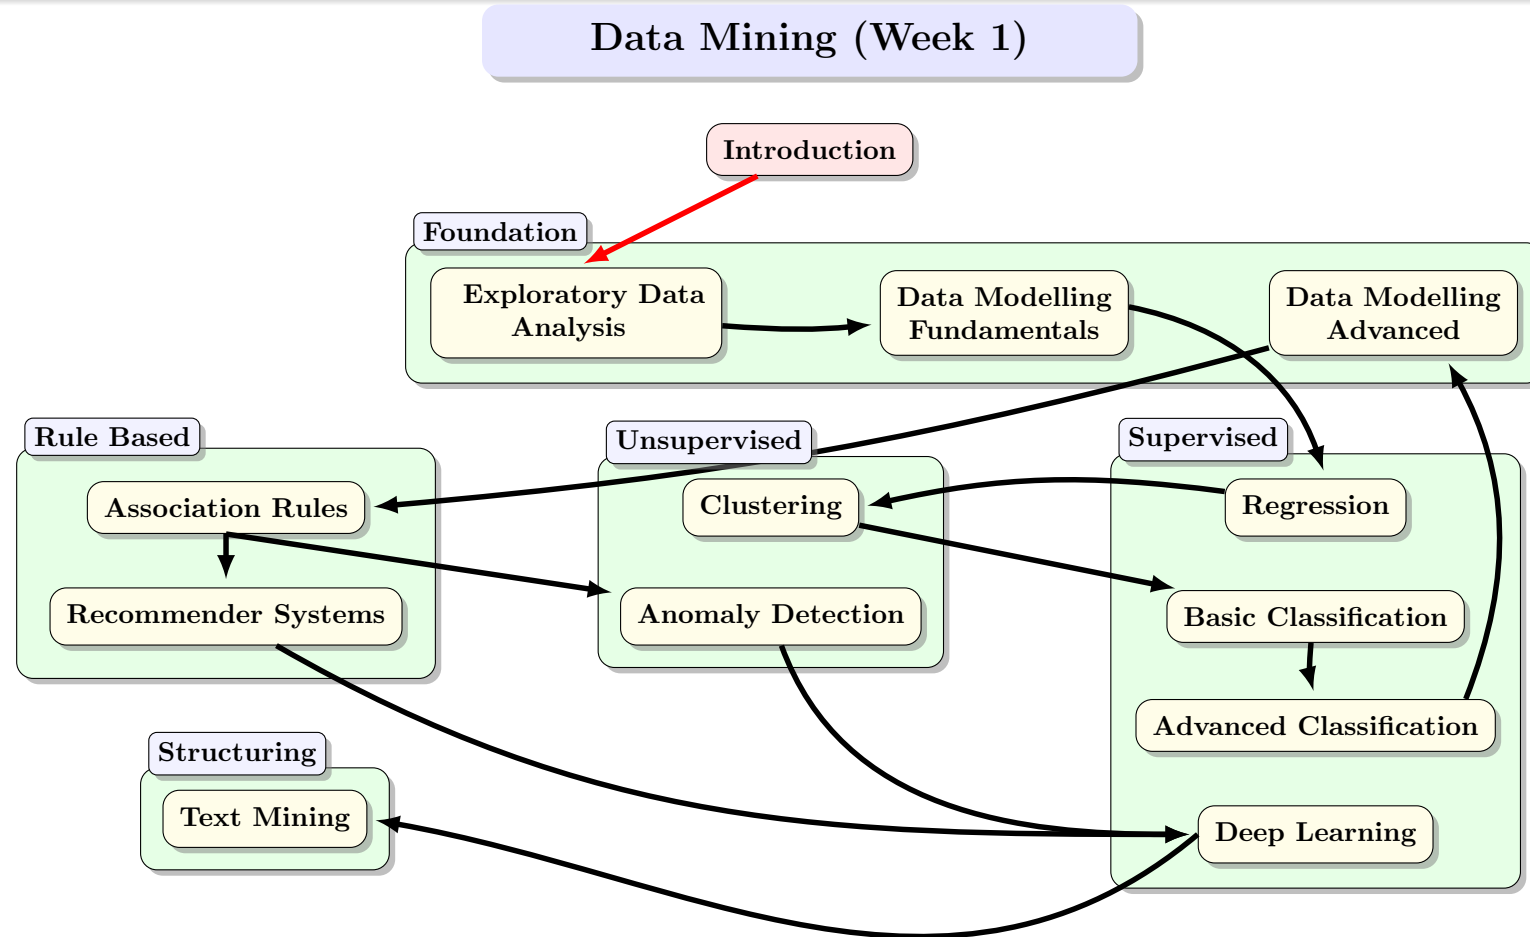 Data Mining (Week 1)
Introduction
Foundation
Exploratory Data
Analysis
Data Modelling
Fundamentals
Data Modelling
Advanced
Rule Based
Association Rules
Recommender Systems
Unsupervised
Clustering
Anomaly Detection
Supervised
Regression
Basic Classification
Advanced Classification
Deep Learning
Structuring
Text Mining